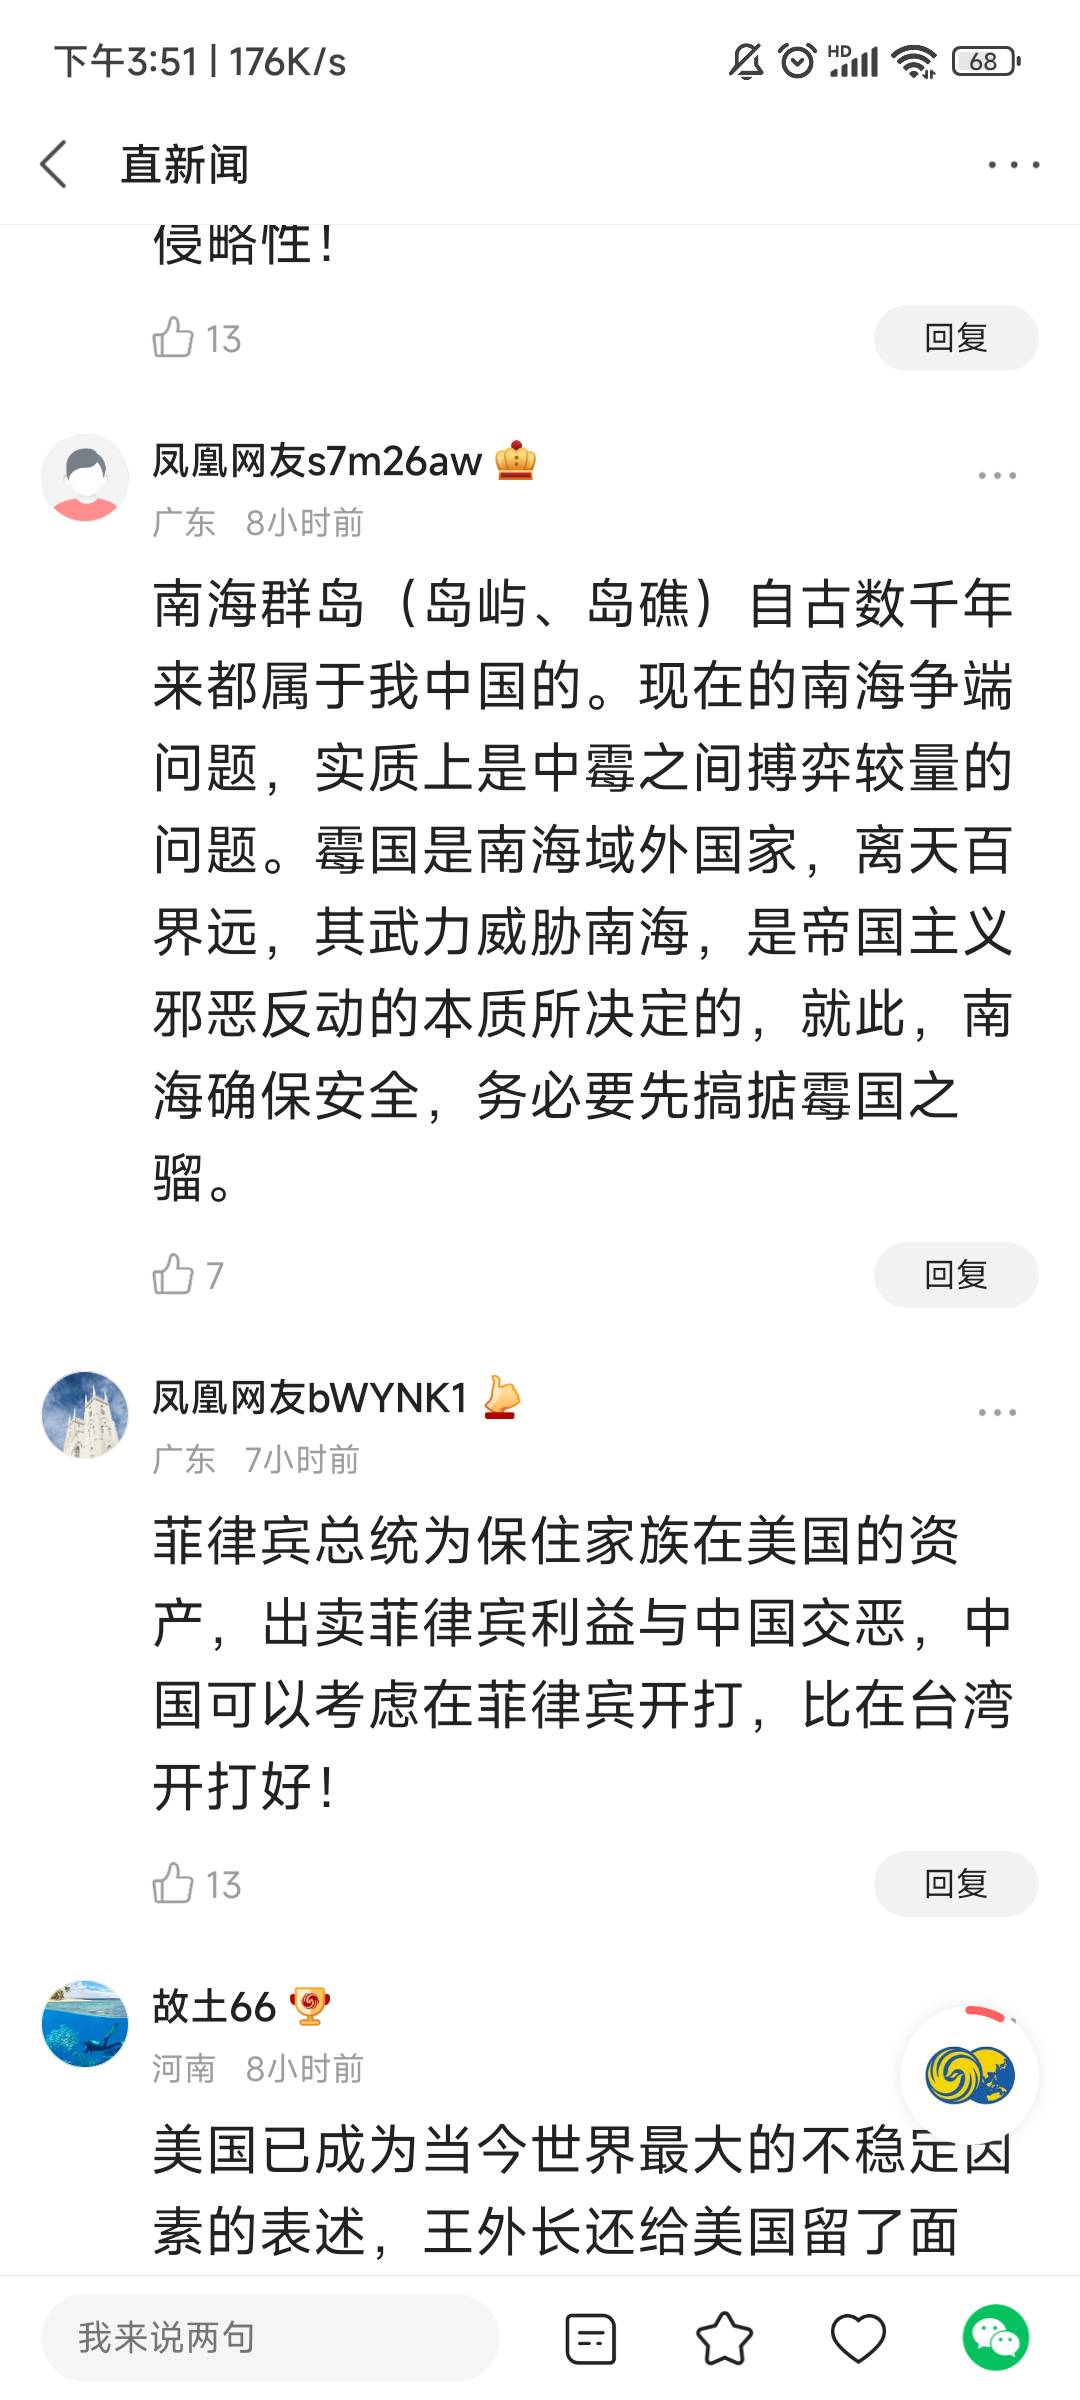 下午3:51 | 176K/s
HD
68
直新闻
侵略性！
13
回复
凤凰网友s7m26aw
广东 8小时前
南海群岛（岛屿、岛礁）自古数千年
来都属于我中国的。现在的南海争端
问题，实质上是中霉之间搏弈较量的
问题。霉国是南海域外国家，离天百
界远，其武力威胁南海，是帝国主义
邪恶反动的本质所决定的，就此，南
海确保安全，务必要先搞掂霉国之
骝。
7
回复
凤凰网友bWYNK1
广东 7小时前
菲律宾总统为保住家族在美国的资
产，出卖菲律宾利益与中国交恶，中
国可以考虑在菲律宾开打，比在台湾
开打好！
13
回复
故土66
河南 8小时前
美国已成为当今世界最大的不稳定因
素的表述，王外长还给美国留了面
我来说两句